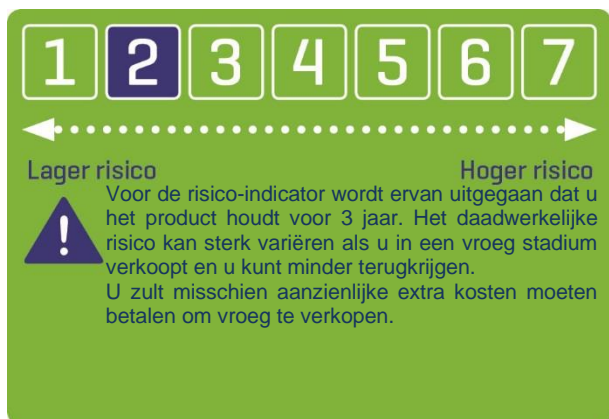 1 2 3 4 5 6 7
Lager risico Hoger risico
Voor de risico-indicator wordt ervan uitgegaan dat u
het product houdt voor 3 jaar. Het daadwerkelijke
risico kan sterk variëren als u in een vroeg stadium
verkoopt en u kunt minder terugkrijgen.
U zult misschien aanzienlijke extra kosten moeten
betalen om vroeg te verkopen.